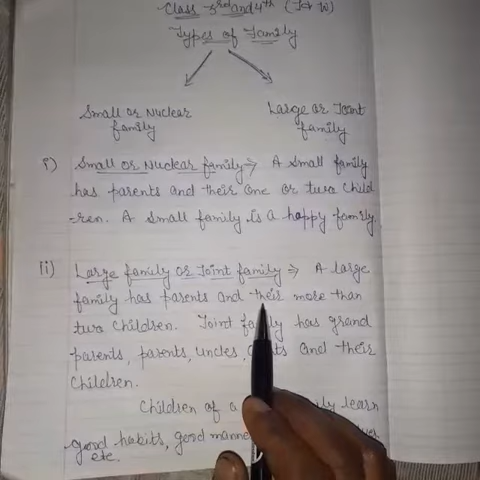 Class - 3rd and 4th
Types of Family
Small or Nuclear
family
Large or Joint
family
i) Small or Nuclear family → A small family
has parents and their one or two child
=ren. A small family is a happy family.
ii) Large family or Joint family ⇒ A large
family has parents and their more than
two children. Joint family has grand
parents, parents, uncles, and their
children.
Children of a learn
good habits, good
etc.